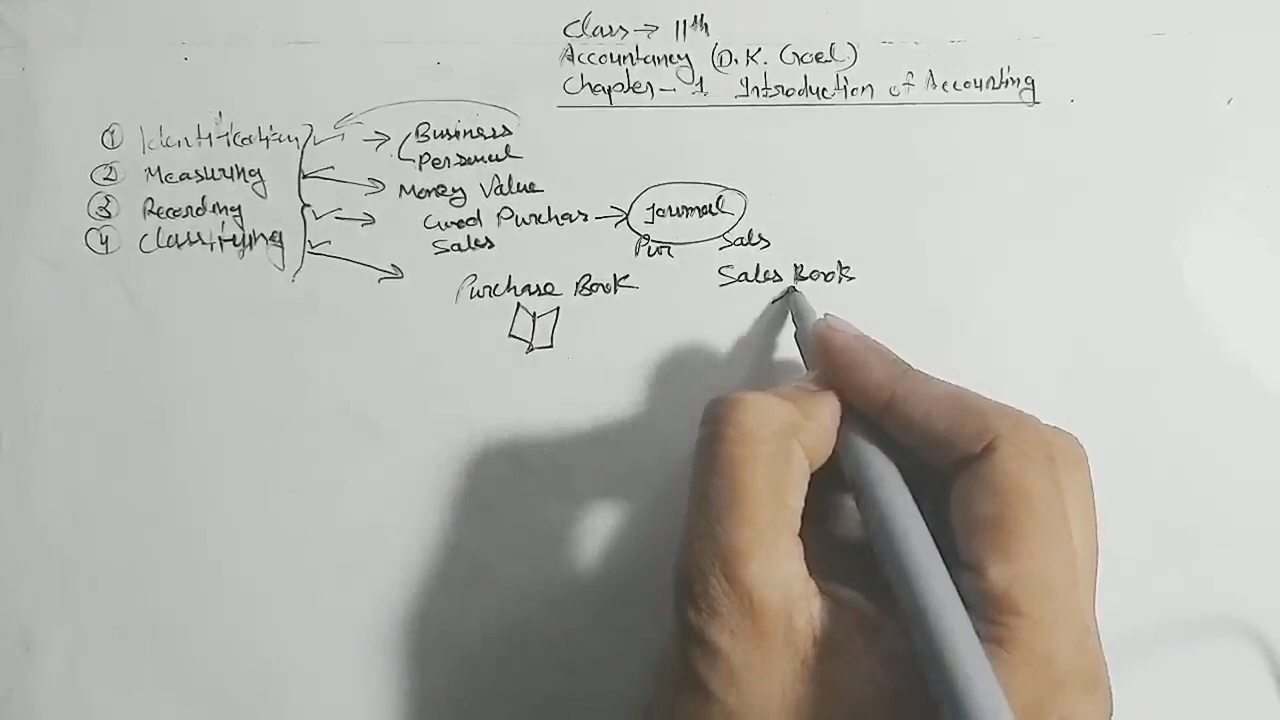 Class → 11th
Accountancy (D.K. Goel)
Chapter - 1. Introduction of Accounting
① Identification → Business
Personal
② Measuring → Money Value
③ Recording → Good Purchas → Journal
Sales Pur Sals
④ Classifying → Purchase Book Sales Book